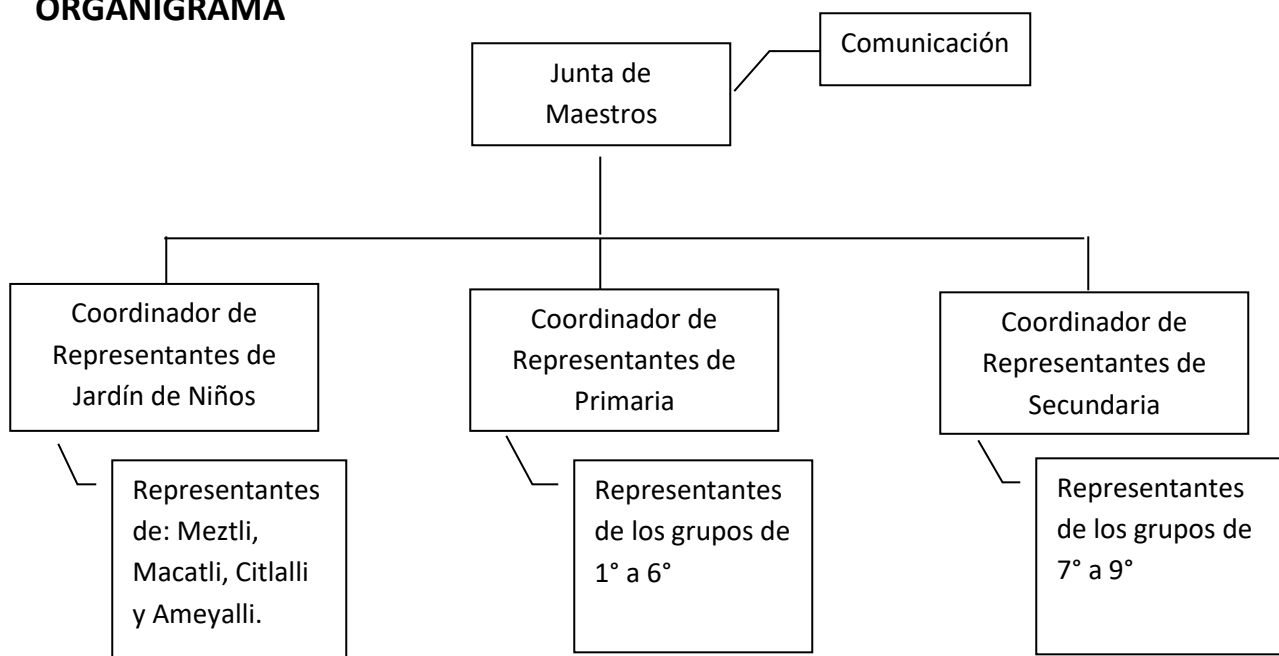 ORGANIGRAMA
Comunicación
Junta de
Maestros
Coordinador de
Representantes de
Jardín de Niños
Coordinador de
Representantes de
Primaria
Coordinador de
Representantes de
Secundaria
Representantes
de: Meztli,
Macatli, Citlalli
y Ameyalli.
Representantes
de los grupos de
1° a 6°
Representantes
de los grupos de
7° a 9°